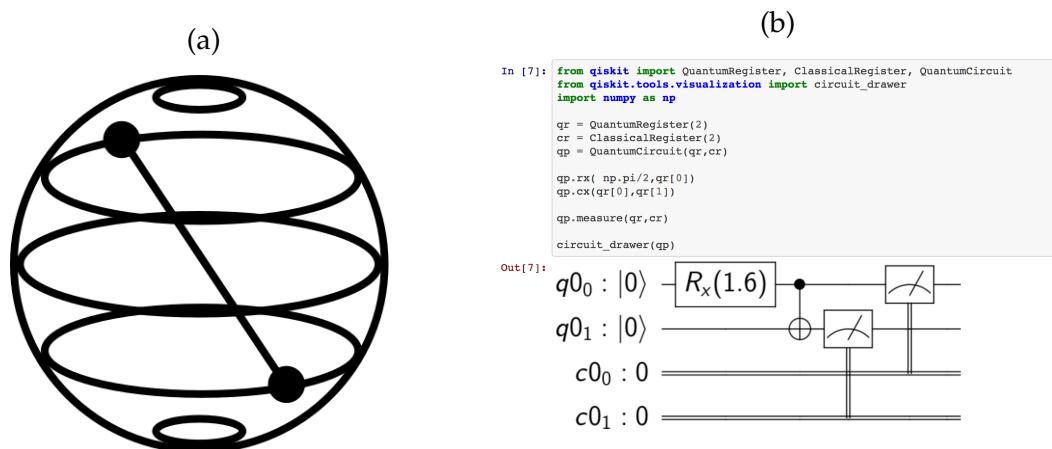 (a)
(b)
In [7]: from qiskit import QuantumRegister, ClassicalRegister, QuantumCircuit
from qiskit.tools.visualization import circuit_drawer
import numpy as np
qr = QuantumRegister(2)
cr = ClassicalRegister(2)
qp = QuantumCircuit(qr,cr)
qp.rx( np.pi/2,qr[0])
qp.cx(qr[0],qr[1])
qp.measure(qr,cr)
circuit_drawer(qp)
Out[7]:
q0₀ : |0⟩ Rₓ(1.6)
q0₁ : |0⟩
c0₀ : 0
c0₁ : 0